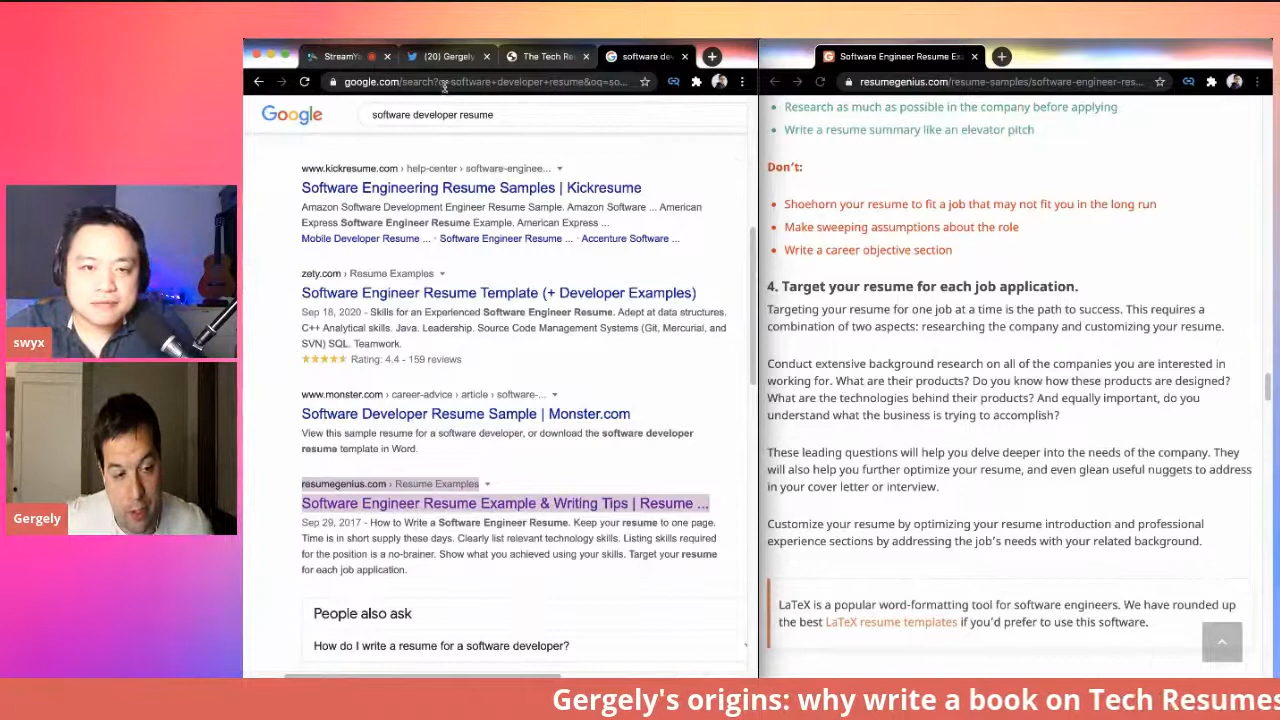 StreamYa
(20) Gergely
The Tech Re
software dev
google.com/search?q=software+developer+resume&oq=so...
Google
software developer resume
www.kickresume.com › help-center › software-enginee...
Software Engineering Resume Samples | Kickresume
Amazon Software Development Engineer Resume Sample. Amazon Software ... American
Express Software Engineer Resume Example. American Express ...
Mobile Developer Resume ... · Software Engineer Resume ... · Accenture Software ...
zety.com › Resume Examples
Software Engineer Resume Template (+ Developer Examples)
Sep 18, 2020 - Skills for an Experienced Software Engineer Resume. Adept at data structures.
C++ Analytical skills. Java. Leadership. Source Code Management Systems (Git, Mercurial, and
SVN) SQL. Teamwork.
Rating: 4.4 - 159 reviews
www.monster.com › career-advice › article › software-...
Software Developer Resume Sample | Monster.com
View this sample resume for a software developer, or download the software developer
resume template in Word.
resumegenius.com › Resume Examples
Software Engineer Resume Example & Writing Tips | Resume ...
Sep 29, 2017 - How to Write a Software Engineer Resume. Keep your resume to one page.
Time is in short supply these days. Clearly list relevant technology skills. Listing skills required
for the position is a no-brainer. Show what you achieved using your skills. Target your resume
for each job application.
People also ask
How do I write a resume for a software developer?
Software Engineer Resume Exa
resumegenius.com/resume-samples/software-engineer-res...
Research as much as possible in the company before applying
Write a resume summary like an elevator pitch
Don't:
Shoehorn your resume to fit a job that may not fit you in the long run
Make sweeping assumptions about the role
Write a career objective section
4. Target your resume for each job application.
Targeting your resume for one job at a time is the path to success. This requires a
combination of two aspects: researching the company and customizing your resume.
Conduct extensive background research on all of the companies you are interested in
working for. What are their products? Do you know how these products are designed?
What are the technologies behind their products? And equally important, do you
understand what the business is trying to accomplish?
These leading questions will help you delve deeper into the needs of the company. They
will also help you further optimize your resume, and even glean useful nuggets to address
in your cover letter or interview.
Customize your resume by optimizing your resume introduction and professional
experience sections by addressing the job's needs with your related background.
LaTeX is a popular word-formatting tool for software engineers. We have rounded up
the best LaTeX resume templates if you'd prefer to use this software.
swyx
Gergely
Gergely's origins: why write a book on Tech Resumes